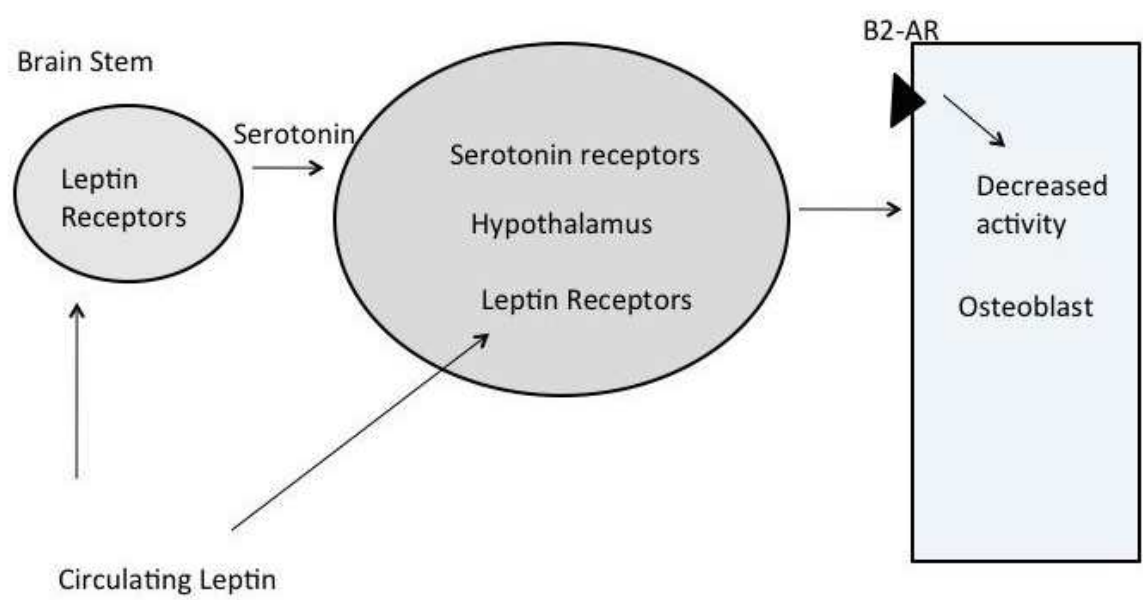 B2-AR
Brain Stem
Serotonin
Leptin
Receptors
Serotonin receptors
Hypothalamus
Leptin Receptors
Decreased
activity
Osteoblast
Circulating Leptin